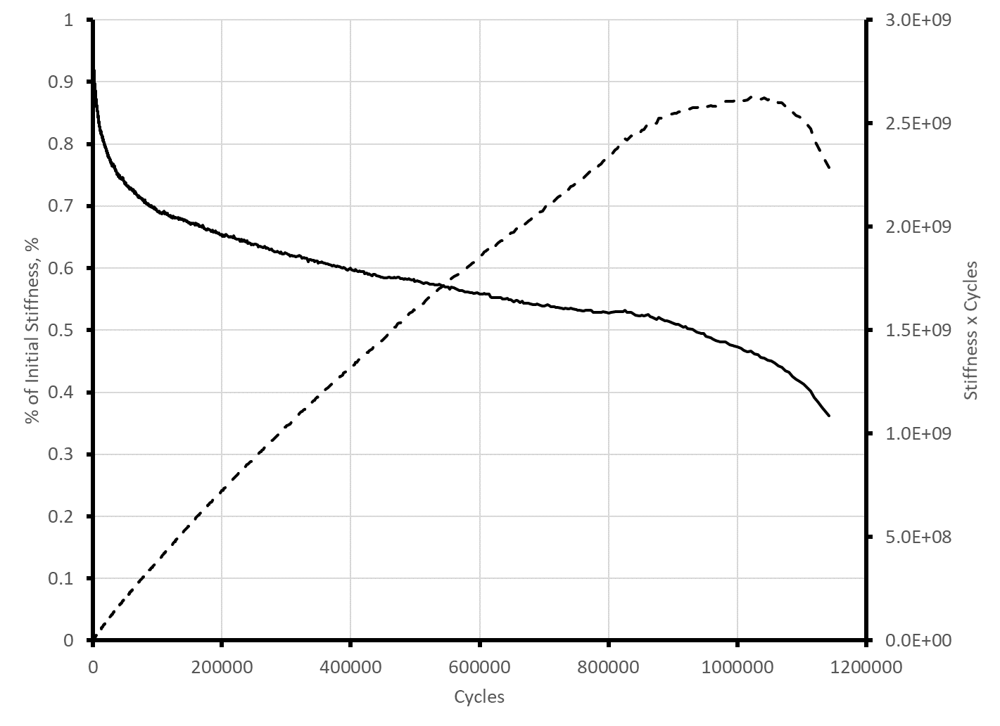 1
0.9
0.8
0.7
0.6
0.5
0.4
0.3
0.2
0.1
0
% of Initial Stiffness, %
3.0E+09
2.5E+09
2.0E+09
1.5E+09
1.0E+09
5.0E+08
0.0E+00
Stiffness x Cycles
0 200000 400000 600000 800000 1000000 1200000
Cycles